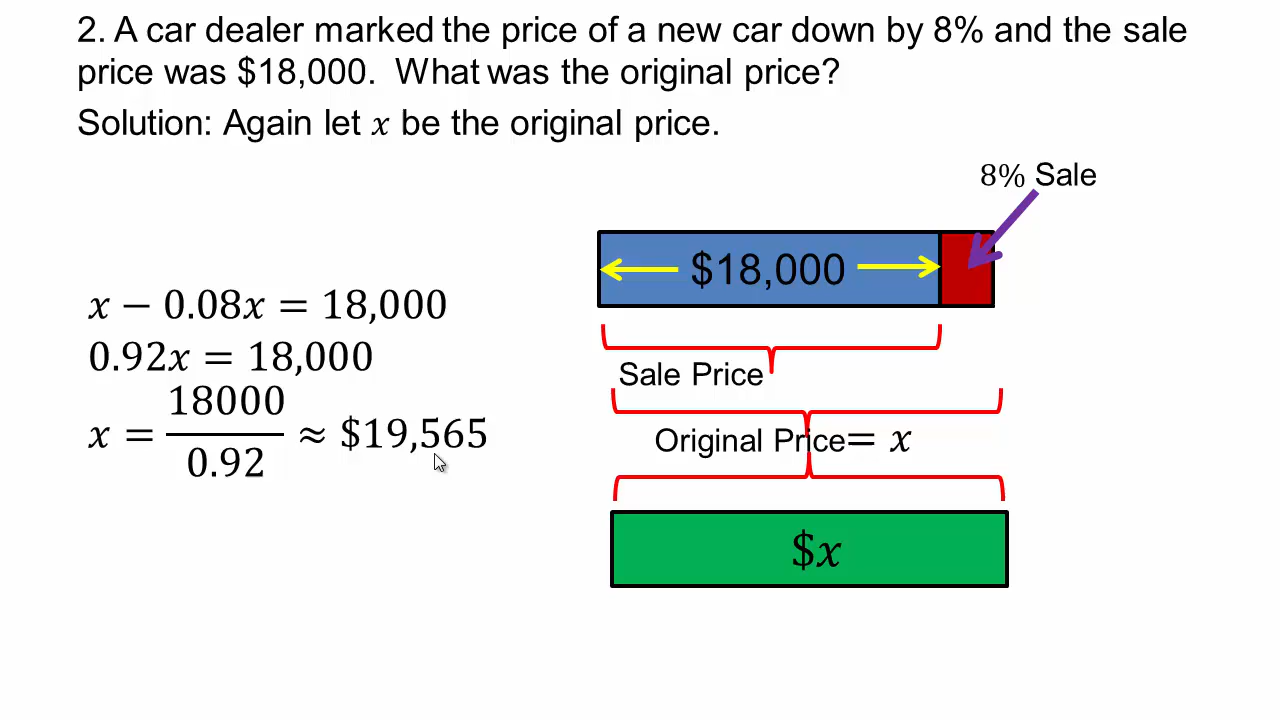 2. A car dealer marked the price of a new car down by 8% and the sale
price was $18,000. What was the original price?
Solution: Again let x be the original price.
8% Sale
$18,000
x − 0.08x = 18,000
0.92x = 18,000
x = 18000/0.92 ≈ $19,565
Sale Price
Original Price= x
$x